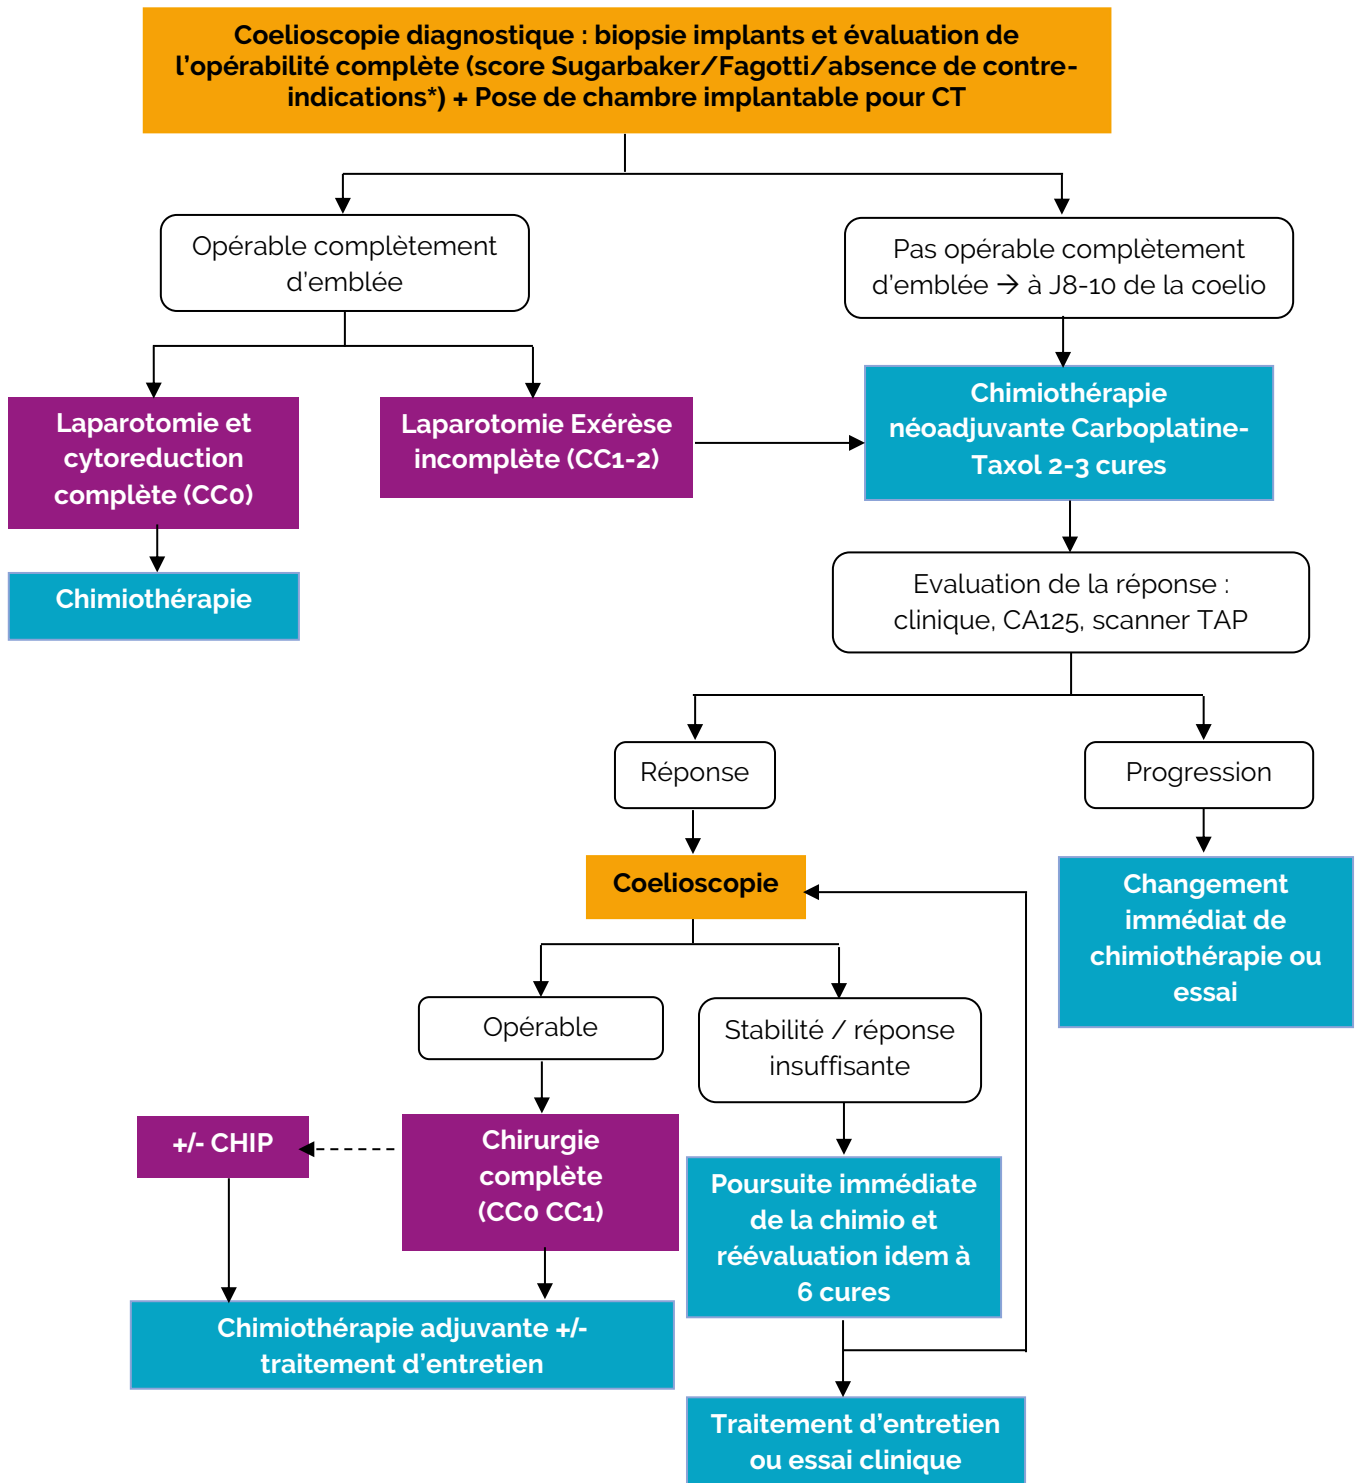 Coelioscopie diagnostique : biopsie implants et évaluation de
l'opérabilité complète (score Sugarbaker/Fagotti/absence de contre-
indications*) + Pose de chambre implantable pour CT
Opérable complètement
d'emblée
Pas opérable complètement
d'emblée → à J8-10 de la coelio
Laparotomie et
cytoreduction
complète (CC0)
Laparotomie Exérèse
incomplète (CC1-2)
Chimiothérapie
néoadjuvante Carboplatine-
Taxol 2-3 cures
Chimiothérapie
Evaluation de la réponse :
clinique, CA125, scanner TAP
Réponse
Progression
Coelioscopie
Changement
immédiat de
chimiothérapie ou
essai
Opérable
Stabilité / réponse
insuffisante
+/- CHIP
Chirurgie
complète
(CC0 CC1)
Poursuite immédiate
de la chimio et
réévaluation idem à
6 cures
Chimiothérapie adjuvante +/-
traitement d'entretien
Traitement d'entretien
ou essai clinique